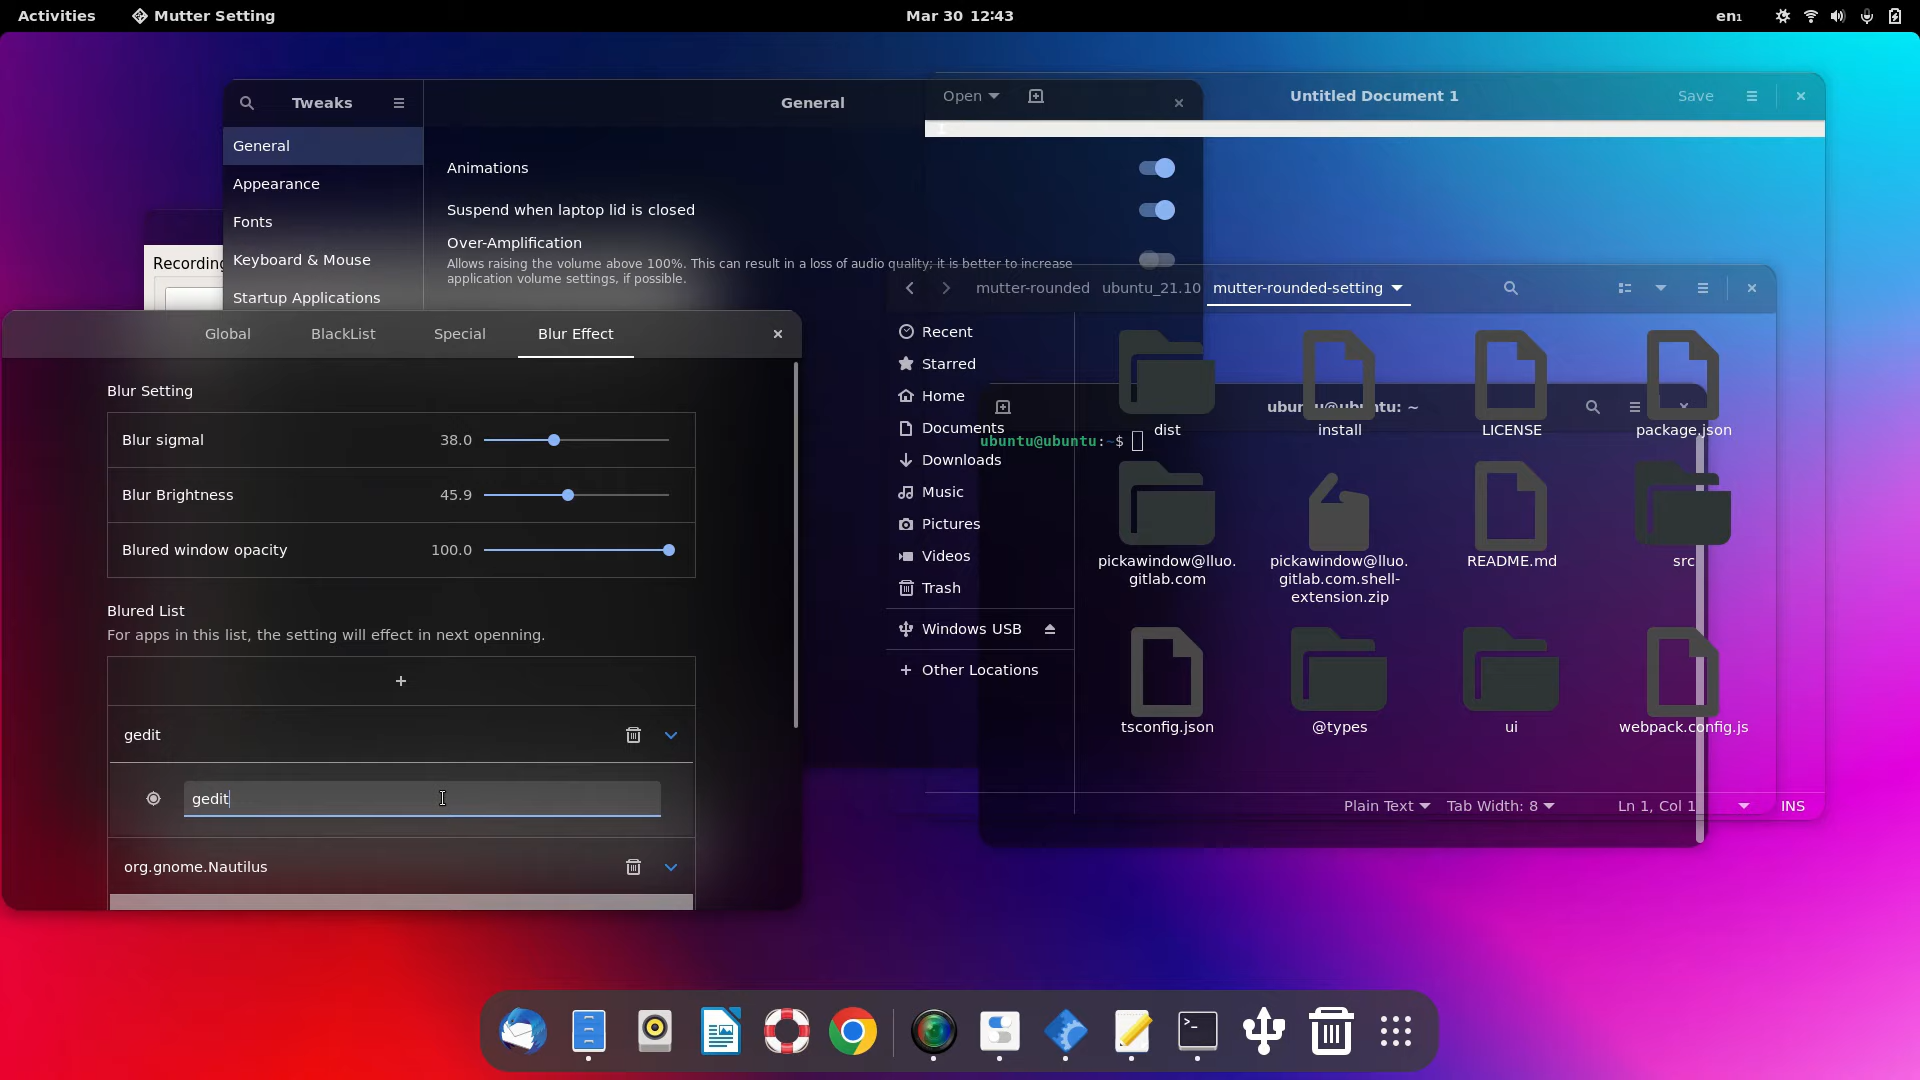 Activities
Mutter Setting
Mar 30 12:43
en₁
Tweaks
General
General
Appearance
Fonts
Keyboard & Mouse
Startup Applications
Animations
Suspend when laptop lid is closed
Over-Amplification
Allows raising the volume above 100%. This can result in a loss of audio quality; it is better to increase
application volume settings, if possible.
Recording
Open
Untitled Document 1
Save
1
Plain Text
Tab Width: 8
Ln 1, Col 1
INS
mutter-rounded
ubuntu_21.10
mutter-rounded-setting
Recent
Starred
Home
Documents
Downloads
Music
Pictures
Videos
Trash
Windows USB
Other Locations
dist
install
LICENSE
package.json
pickawindow@lluo.
gitlab.com
pickawindow@lluo.
gitlab.com.shell-
extension.zip
README.md
src
tsconfig.json
@types
ui
webpack.config.js
ubuntu@ubuntu: ~
ubuntu@ubuntu:~$
Global
BlackList
Special
Blur Effect
Blur Setting
Blur sigmal
38.0
Blur Brightness
45.9
Blured window opacity
100.0
Blured List
For apps in this list, the setting will effect in next openning.
+
gedit
gedit
org.gnome.Nautilus